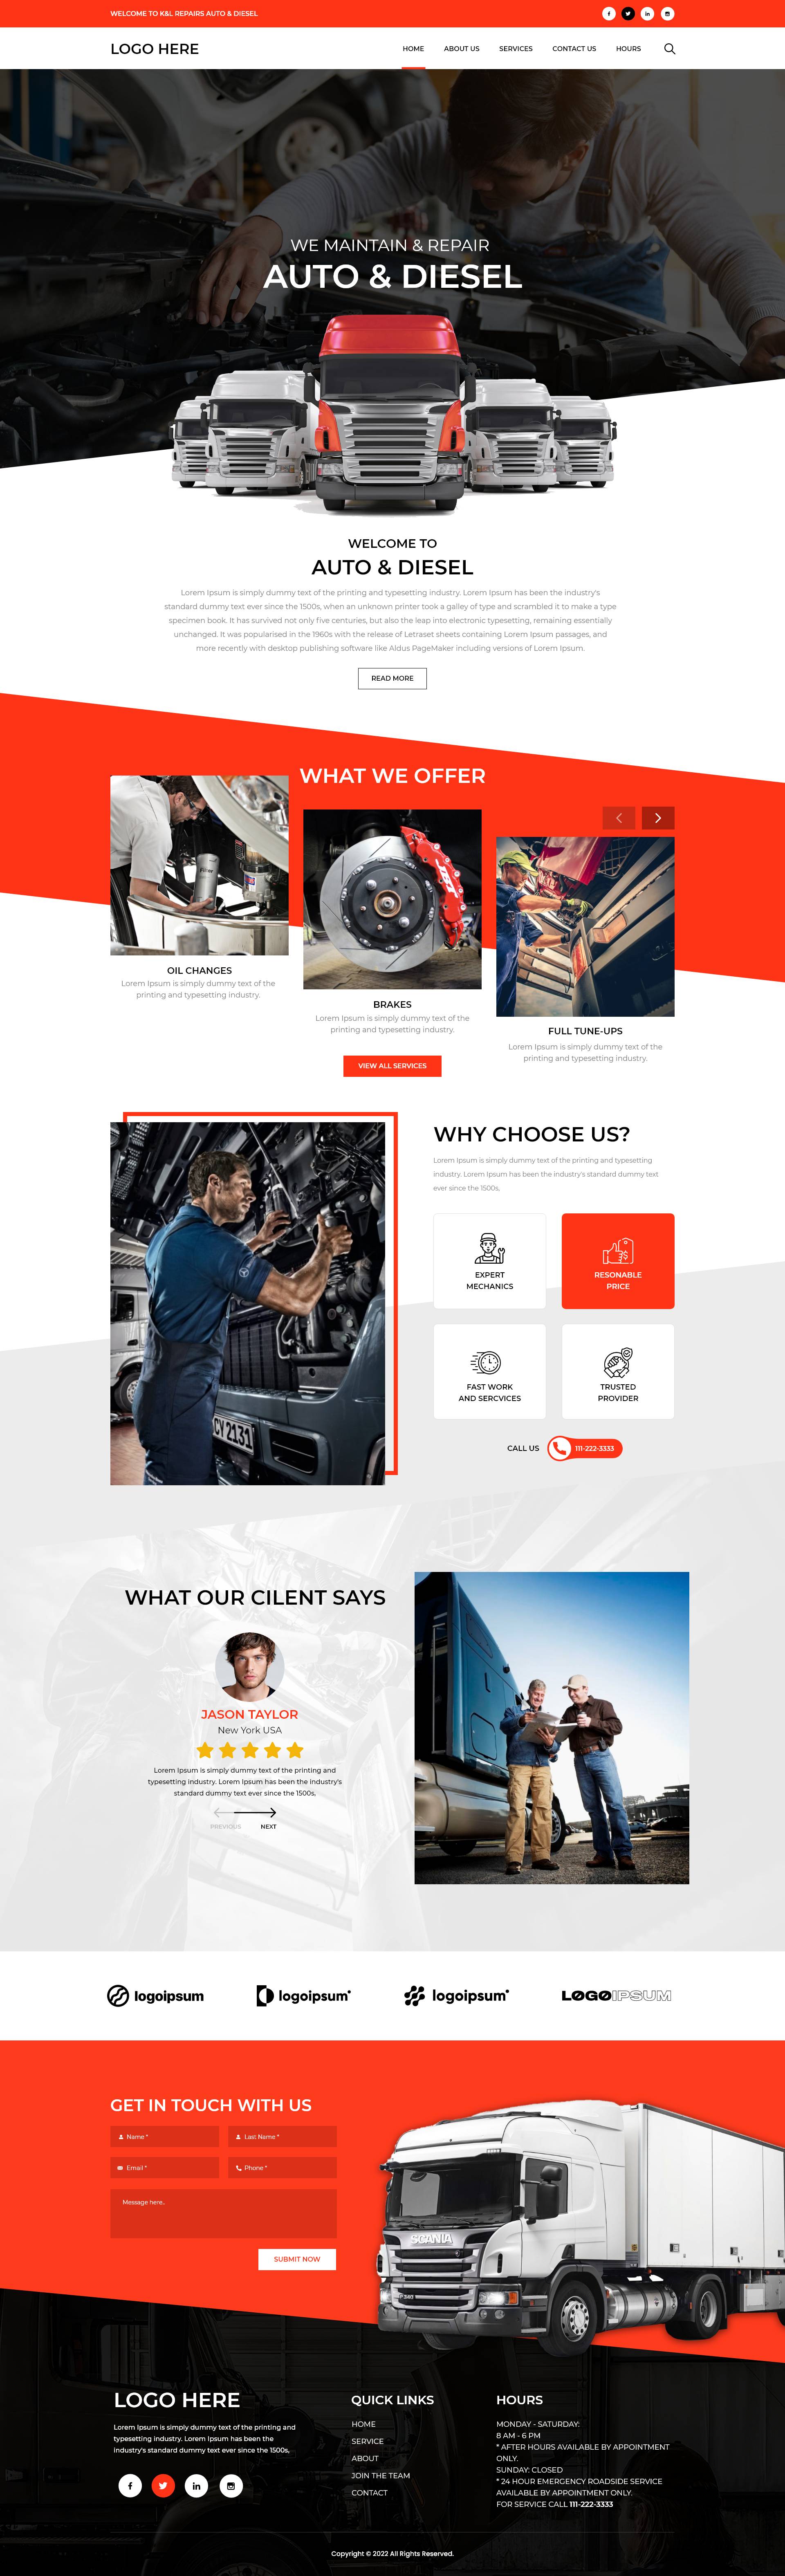 WELCOME TO K&L REPAIRS AUTO & DIESEL
LOGO HERE
HOME
ABOUT US
SERVICES
CONTACT US
HOURS
WE MAINTAIN & REPAIR
AUTO & DIESEL
WELCOME TO
AUTO & DIESEL
Lorem Ipsum is simply dummy text of the printing and typesetting industry. Lorem Ipsum has been the industry's
standard dummy text ever since the 1500s, when an unknown printer took a galley of type and scrambled it to make a type
specimen book. It has survived not only five centuries, but also the leap into electronic typesetting, remaining essentially
unchanged. It was popularised in the 1960s with the release of Letraset sheets containing Lorem Ipsum passages, and
more recently with desktop publishing software like Aldus PageMaker including versions of Lorem Ipsum.
READ MORE
WHAT WE OFFER
OIL CHANGES
Lorem Ipsum is simply dummy text of the
printing and typesetting industry.
BRAKES
Lorem Ipsum is simply dummy text of the
printing and typesetting industry.
FULL TUNE-UPS
Lorem Ipsum is simply dummy text of the
printing and typesetting industry.
VIEW ALL SERVICES
CY 2131
WHY CHOOSE US?
Lorem Ipsum is simply dummy text of the printing and typesetting
industry. Lorem Ipsum has been the industry's standard dummy text
ever since the 1500s,
EXPERT
MECHANICS
RESONABLE
PRICE
FAST WORK
AND SERCVICES
TRUSTED
PROVIDER
CALL US
111-222-3333
WHAT OUR CILENT SAYS
JASON TAYLOR
New York USA
Lorem Ipsum is simply dummy text of the printing and
typesetting industry. Lorem Ipsum has been the industry's
standard dummy text ever since the 1500s,
PREVIOUS
NEXT
logoipsum
logoipsum
logoipsum
LOGOIPSUM
GET IN TOUCH WITH US
Name *
Last Name *
Email *
Phone *
Message here..
SUBMIT NOW
SCANIA
340
LOGO HERE
Lorem Ipsum is simply dummy text of the printing and
typesetting industry. Lorem Ipsum has been the
industry's standard dummy text ever since the 1500s,
QUICK LINKS
HOME
SERVICE
ABOUT
JOIN THE TEAM
CONTACT
HOURS
MONDAY - SATURDAY:
8 AM - 6 PM
* AFTER HOURS AVAILABLE BY APPOINTMENT
ONLY.
SUNDAY: CLOSED
* 24 HOUR EMERGENCY ROADSIDE SERVICE
AVAILABLE BY APPOINTMENT ONLY.
FOR SERVICE CALL 111-222-3333
Copyright © 2022 All Rights Reserved.